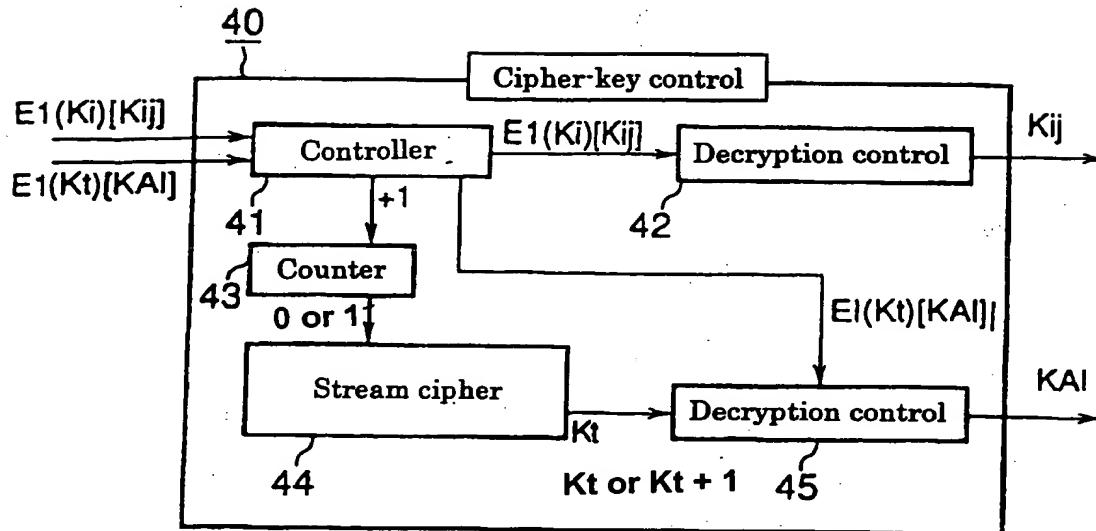 40
Cipher-key control
E1(Ki)[Kij]
E1(Kt)[KAI]
Controller
41
E1(Ki)[Kij]
Decryption control
42
Kij
+1
Counter
43
0 or 1
EI(Kt)[KAI]
Stream cipher
44
Kt
Decryption control
45
KAI
Kt or Kt + 1